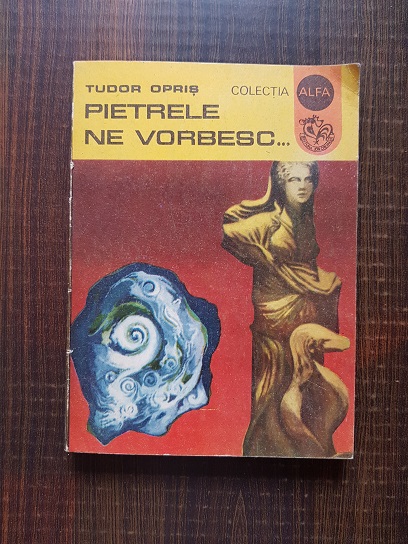 TUDOR OPRIȘ
COLECȚIA
ALFA
PIETRELE
NE VORBESC...